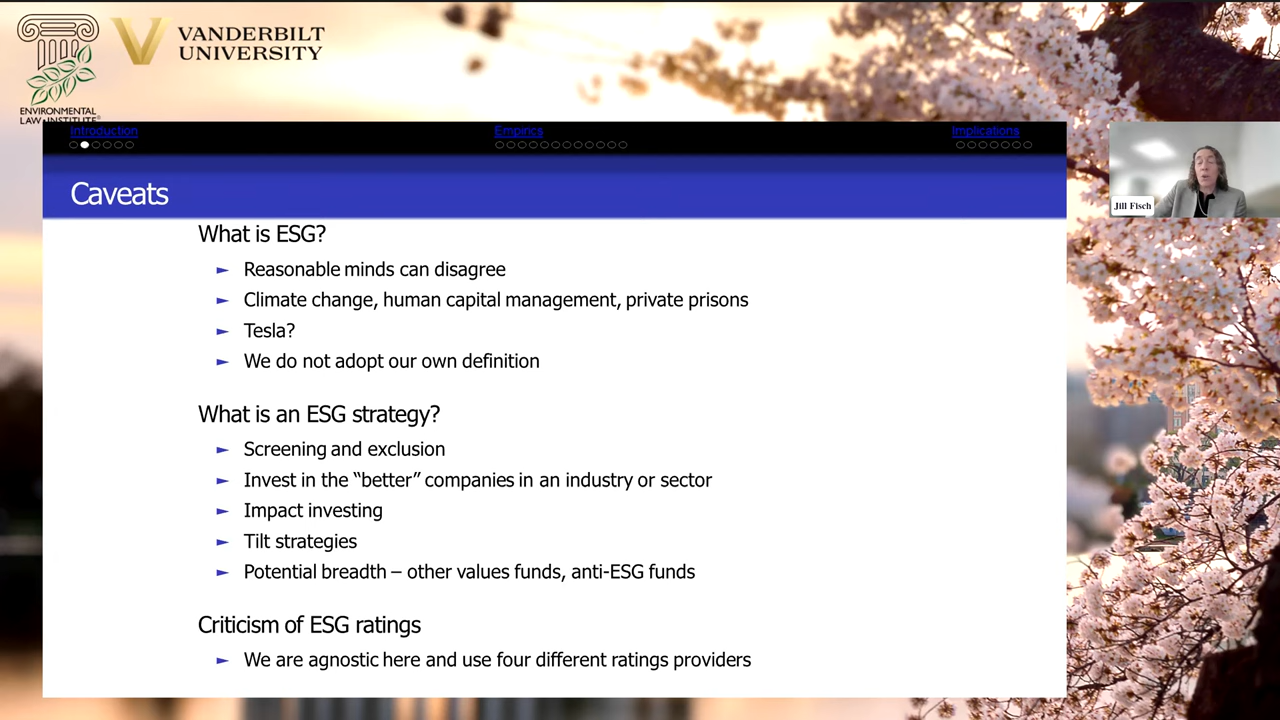 VANDERBILT
UNIVERSITY
ENVIRONMENTAL
LAW INSTITUTE®
Introduction
Empirics
Implications
Jill Fisch
Caveats
What is ESG?
► Reasonable minds can disagree
► Climate change, human capital management, private prisons
► Tesla?
► We do not adopt our own definition
What is an ESG strategy?
► Screening and exclusion
► Invest in the “better” companies in an industry or sector
► Impact investing
► Tilt strategies
► Potential breadth – other values funds, anti-ESG funds
Criticism of ESG ratings
► We are agnostic here and use four different ratings providers